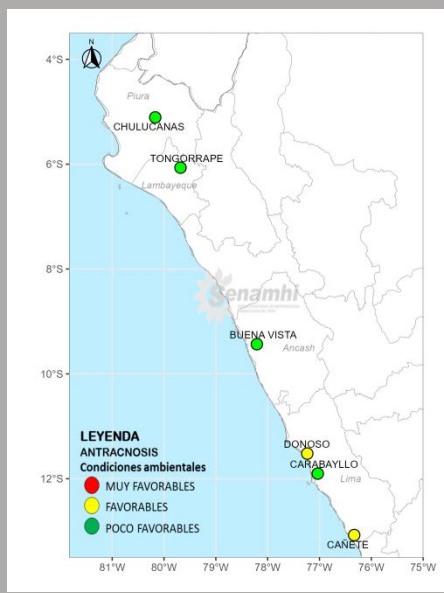 N
4°S
Piura
CHULUCANAS
TONGORRAPE
6°S
Lambayeque
8°S
Senamhi
BUENA VISTA
Ancash
10°S
LEYENDA
ANTRACNOSIS
Condiciones ambientales
MUY FAVORABLES
FAVORABLES
POCO FAVORABLES
DONOSO
CARABAYLLO
12°S
Lima
CAÑETE
81°W 80°W 79°W 78°W 77°W 76°W 75°W